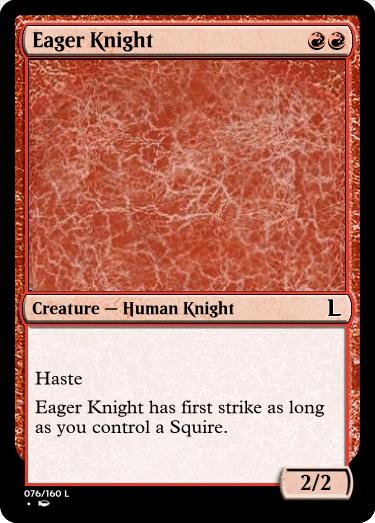 Eager Knight
Creature — Human Knight
L
Haste
Eager Knight has first strike as long
as you control a Squire.
2/2
076/160 L